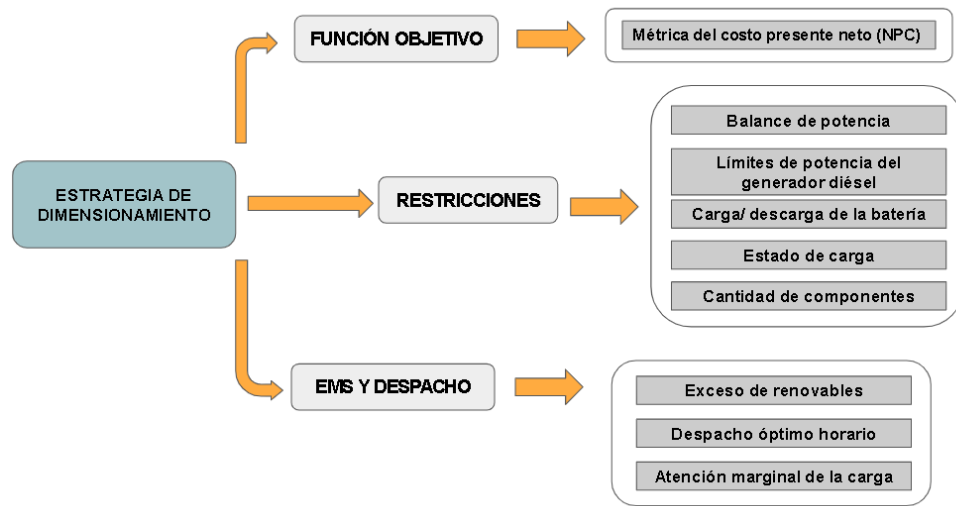 FUNCIÓN OBJETIVO
Métrica del costo presente neto (NPC)
ESTRATEGIA DE
DIMENSIONAMIENTO
RESTRICCIONES
Balance de potencia
Límites de potencia del
generador diésel
Carga/ descarga de la batería
Estado de carga
Cantidad de componentes
EMS Y DESPACHO
Exceso de renovables
Despacho óptimo horario
Atención marginal de la carga